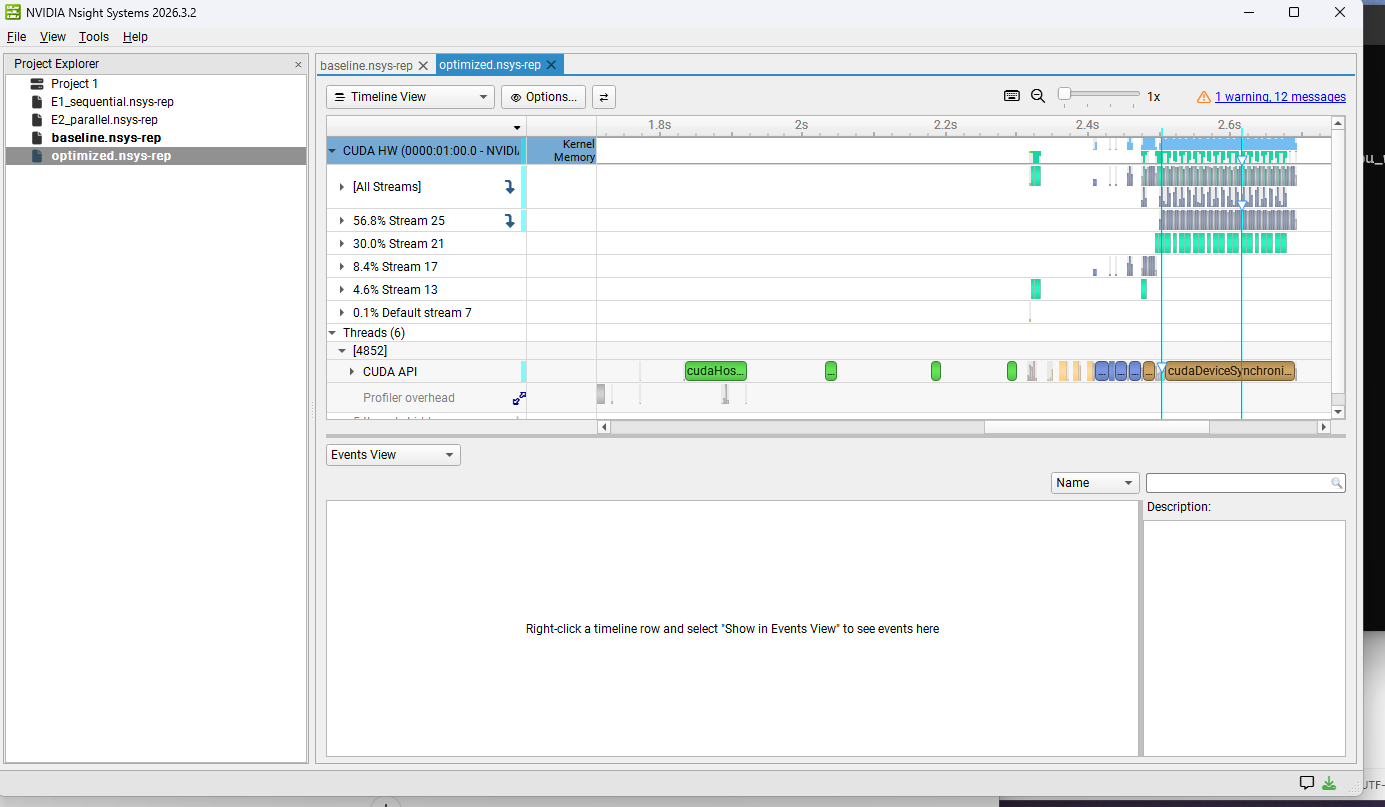 NVIDIA Nsight Systems 2026.3.2
File View Tools Help
Project Explorer
Project 1
E1_sequential.nsys-rep
E2_parallel.nsys-rep
baseline.nsys-rep
optimized.nsys-rep
baseline.nsys-rep optimized.nsys-rep
Timeline View Options... 1x 1 warning, 12 messages
1.8s 2s 2.2s 2.4s 2.6s
CUDA HW (0000:01:00.0 - NVIDI Kernel
Memory
[All Streams]
56.8% Stream 25
30.0% Stream 21
8.4% Stream 17
4.6% Stream 13
0.1% Default stream 7
Threads (6)
[4852]
CUDA API cudaHos... ... ... ... ... ... ... cudaDeviceSynchroni...
Profiler overhead
Events View
Name
Description:
Right-click a timeline row and select "Show in Events View" to see events here
UTF-